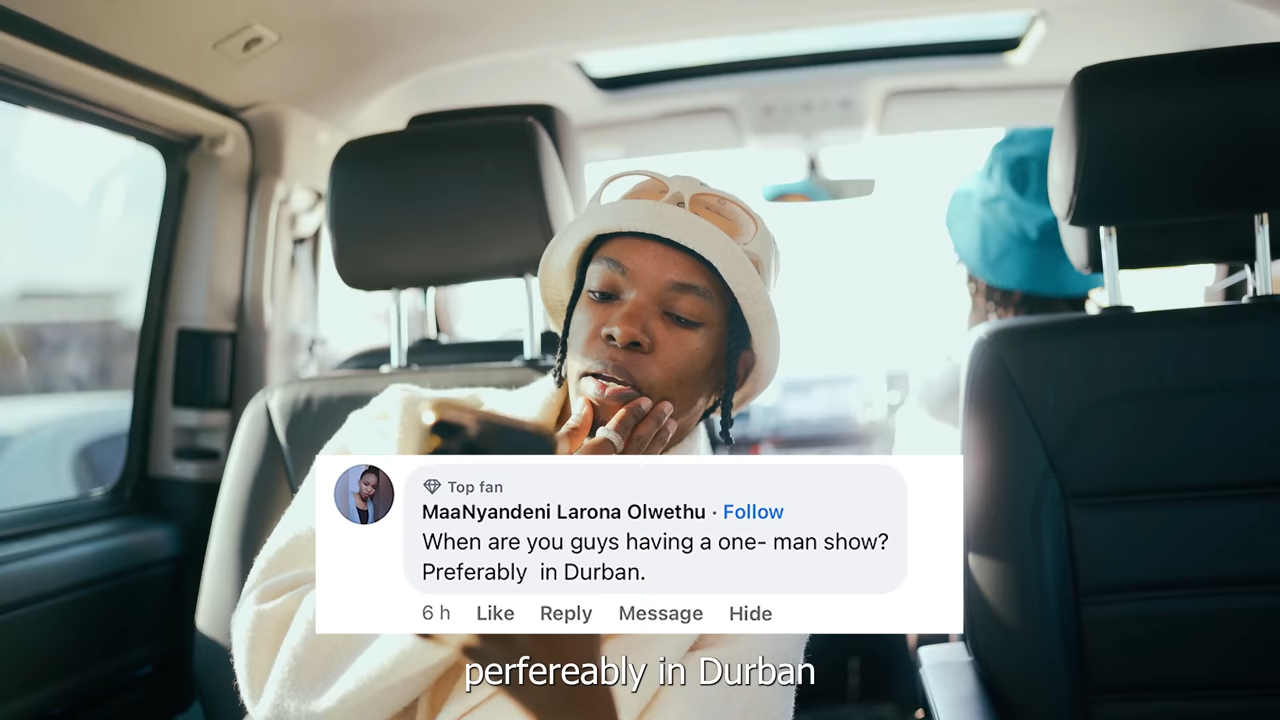 Top fan
MaaNyandeni Larona Olwethu · Follow
When are you guys having a one- man show?
Preferably in Durban.
6 h Like Reply Message Hide
perfereably in Durban